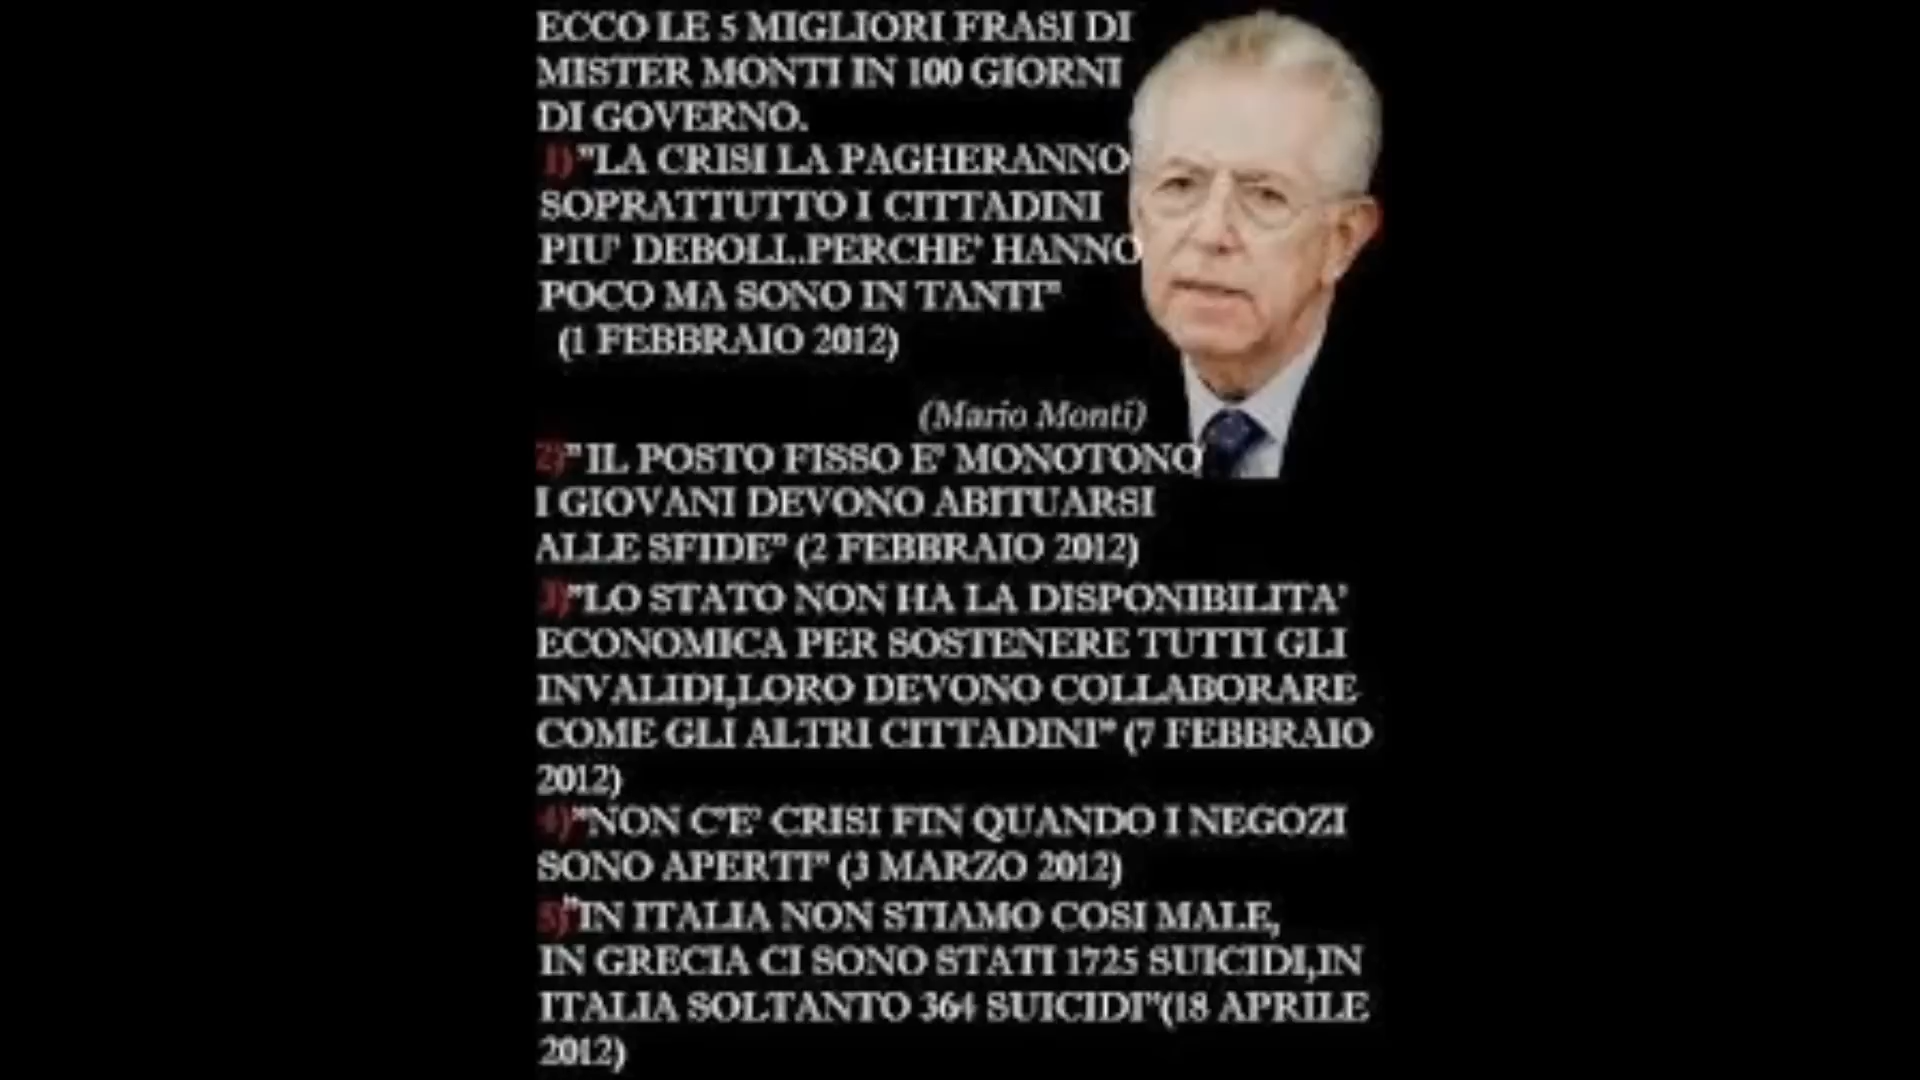 ECCO LE 5 MIGLIORI FRASI DI
MISTER MONTI IN 100 GIORNI
DI GOVERNO.
1)"LA CRISI LA PAGHERANNO
SOPRATTUTTO I CITTADINI
PIU' DEBOLI..PERCHE' HANNO
POCO MA SONO IN TANTI"
(1 FEBBRAIO 2012)
(Mario Monti)
2)" IL POSTO FISSO E' MONOTONO
I GIOVANI DEVONO ABITUARSI
ALLE SFIDE" (2 FEBBRAIO 2012)
3)"LO STATO NON HA LA DISPONIBILITA'
ECONOMICA PER SOSTENERE TUTTI GLI
INVALIDI,LORO DEVONO COLLABORARE
COME GLI ALTRI CITTADINI" (7 FEBBRAIO
2012)
4)"NON C'E' CRISI FIN QUANDO I NEGOZI
SONO APERTI" (3 MARZO 2012)
5)"IN ITALIA NON STIAMO COSI MALE,
IN GRECIA CI SONO STATI 1725 SUICIDI,IN
ITALIA SOLTANTO 364 SUICIDI"(18 APRILE
2012)